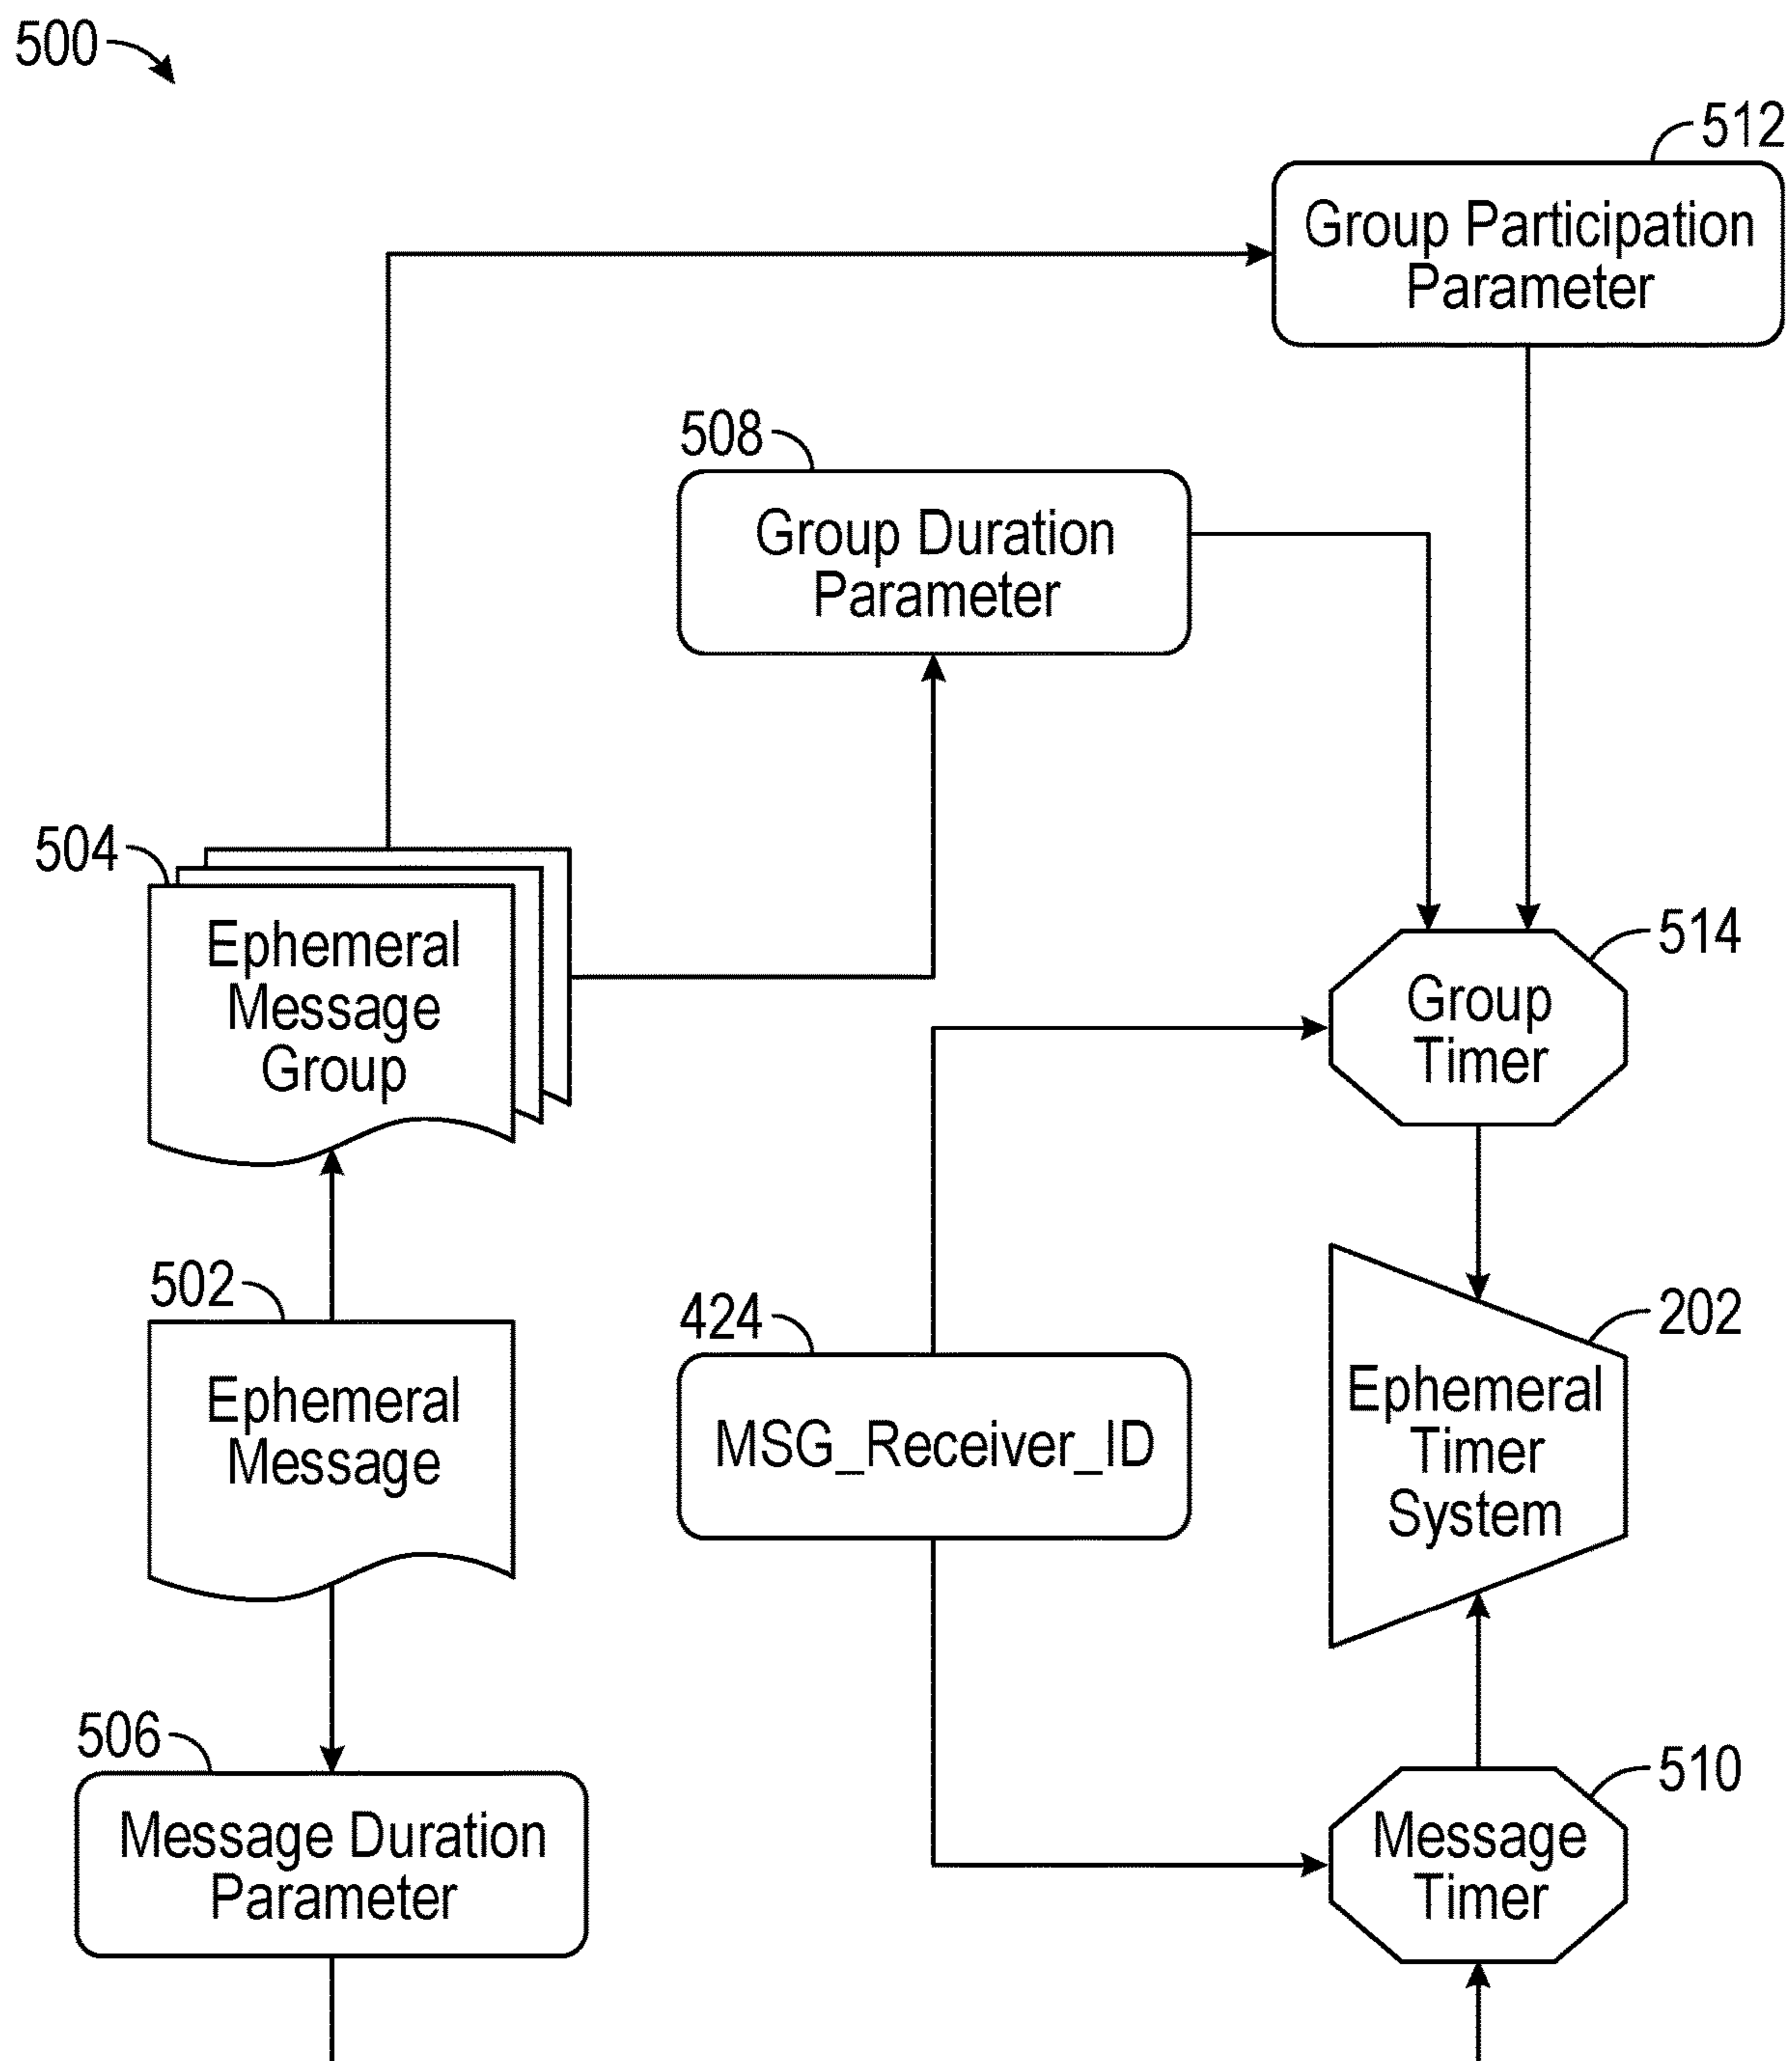 500
512
Group Participation
Parameter
508
Group Duration
Parameter
504
Ephemeral
Message
Group
514
Group
Timer
502
Ephemeral
Message
424
MSG_Receiver_ID
202
Ephemeral
Timer
System
506
Message Duration
Parameter
510
Message
Timer